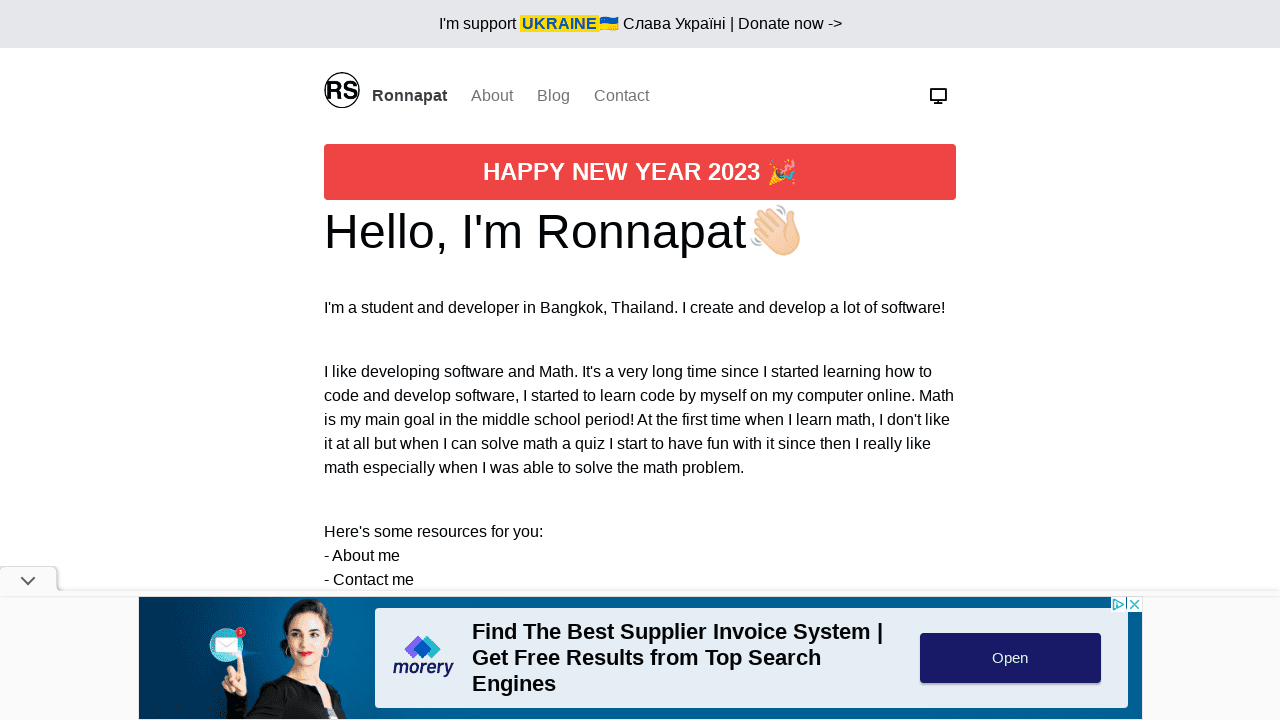 I'm support UKRAINE🇺🇦 Слава Україні | Donate now ->
RS Ronnapat About Blog Contact
HAPPY NEW YEAR 2023 🎉
Hello, I'm Ronnapat👋🏻
I'm a student and developer in Bangkok, Thailand. I create and develop a lot of software!
I like developing software and Math. It's a very long time since I started learning how to
code and develop software, I started to learn code by myself on my computer online. Math
is my main goal in the middle school period! At the first time when I learn math, I don't like
it at all but when I can solve math a quiz I start to have fun with it since then I really like
math especially when I was able to solve the math problem.
Here's some resources for you:
- About me
- Contact me
morery
Find The Best Supplier Invoice System |
Get Free Results from Top Search
Engines
Open